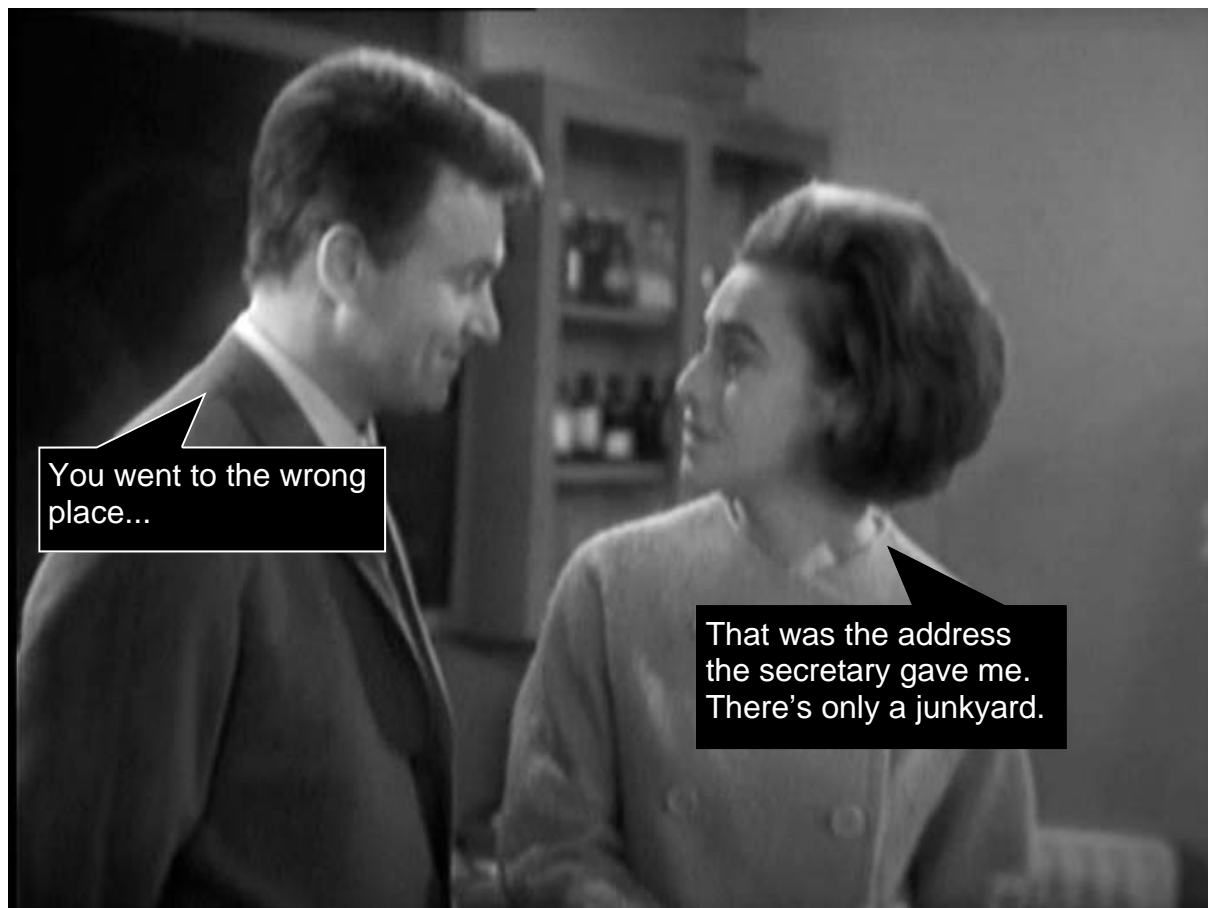 You went to the wrong
place...
That was the address
the secretary gave me.
There’s only a junkyard.